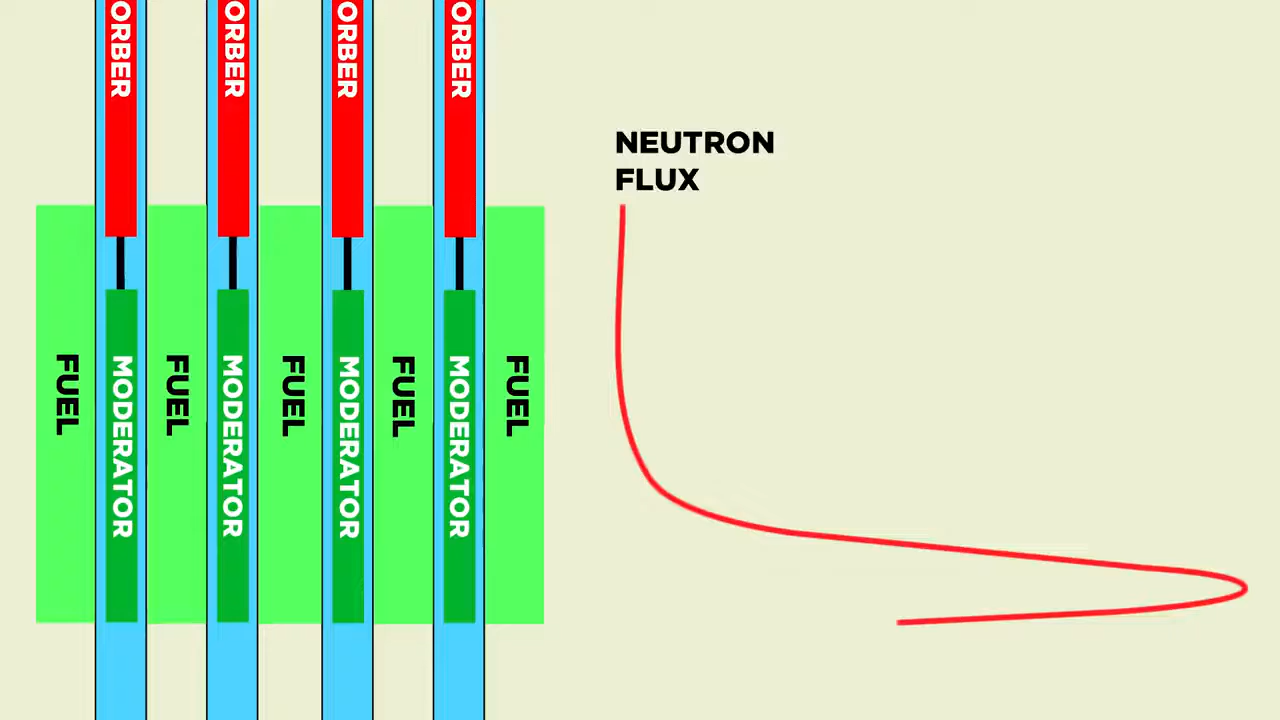 ORBER
ORBER
ORBER
ORBER
NEUTRON
FLUX
FUEL
MODERATOR
FUEL
MODERATOR
FUEL
MODERATOR
FUEL
MODERATOR
FUEL